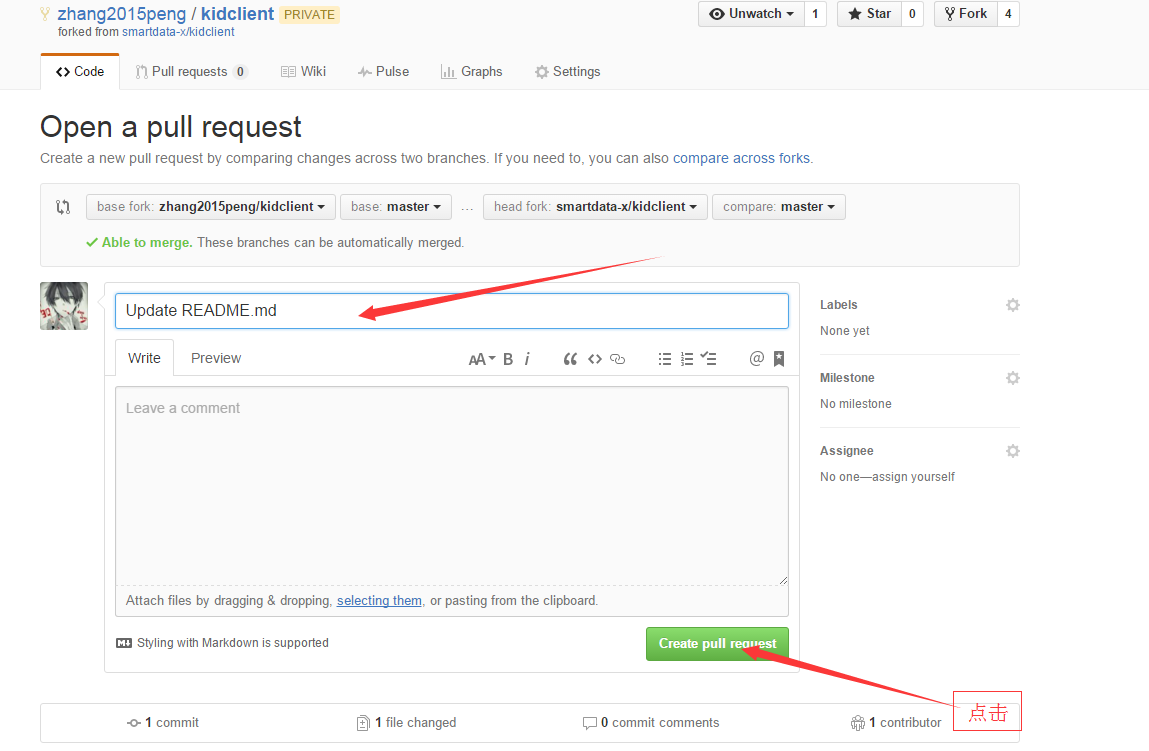 zhang2015peng / kidclient PRIVATE Unwatch 1 Star 0 Fork 4
forked from smartdata-x/kidclient
Code Pull requests 0 Wiki Pulse Graphs Settings
Open a pull request
Create a new pull request by comparing changes across two branches. If you need to, you can also compare across forks.
base fork: zhang2015peng/kidclient base: master ... head fork: smartdata-x/kidclient compare: master
Able to merge. These branches can be automatically merged.
Update README.md
Labels
None yet
Write Preview AA B i @
Milestone
No milestone
Leave a comment
Assignee
No one—assign yourself
Attach files by dragging & dropping, selecting them, or pasting from the clipboard.
Styling with Markdown is supported
Create pull request
点击
1 commit 1 file changed 0 commit comments 1 contributor